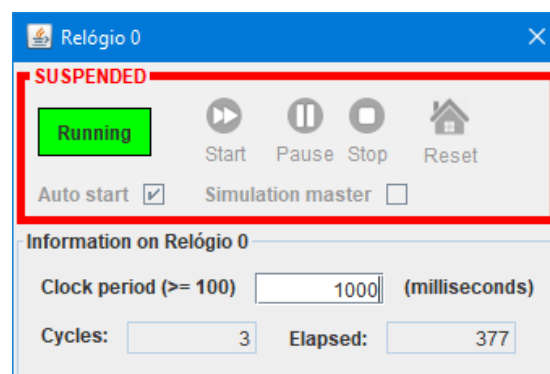 Relógio 0
SUSPENDED
Running
Start Pause Stop Reset
Auto start Simulation master
Information on Relógio 0
Clock period (>= 100) 1000 (milliseconds)
Cycles: 3 Elapsed: 377